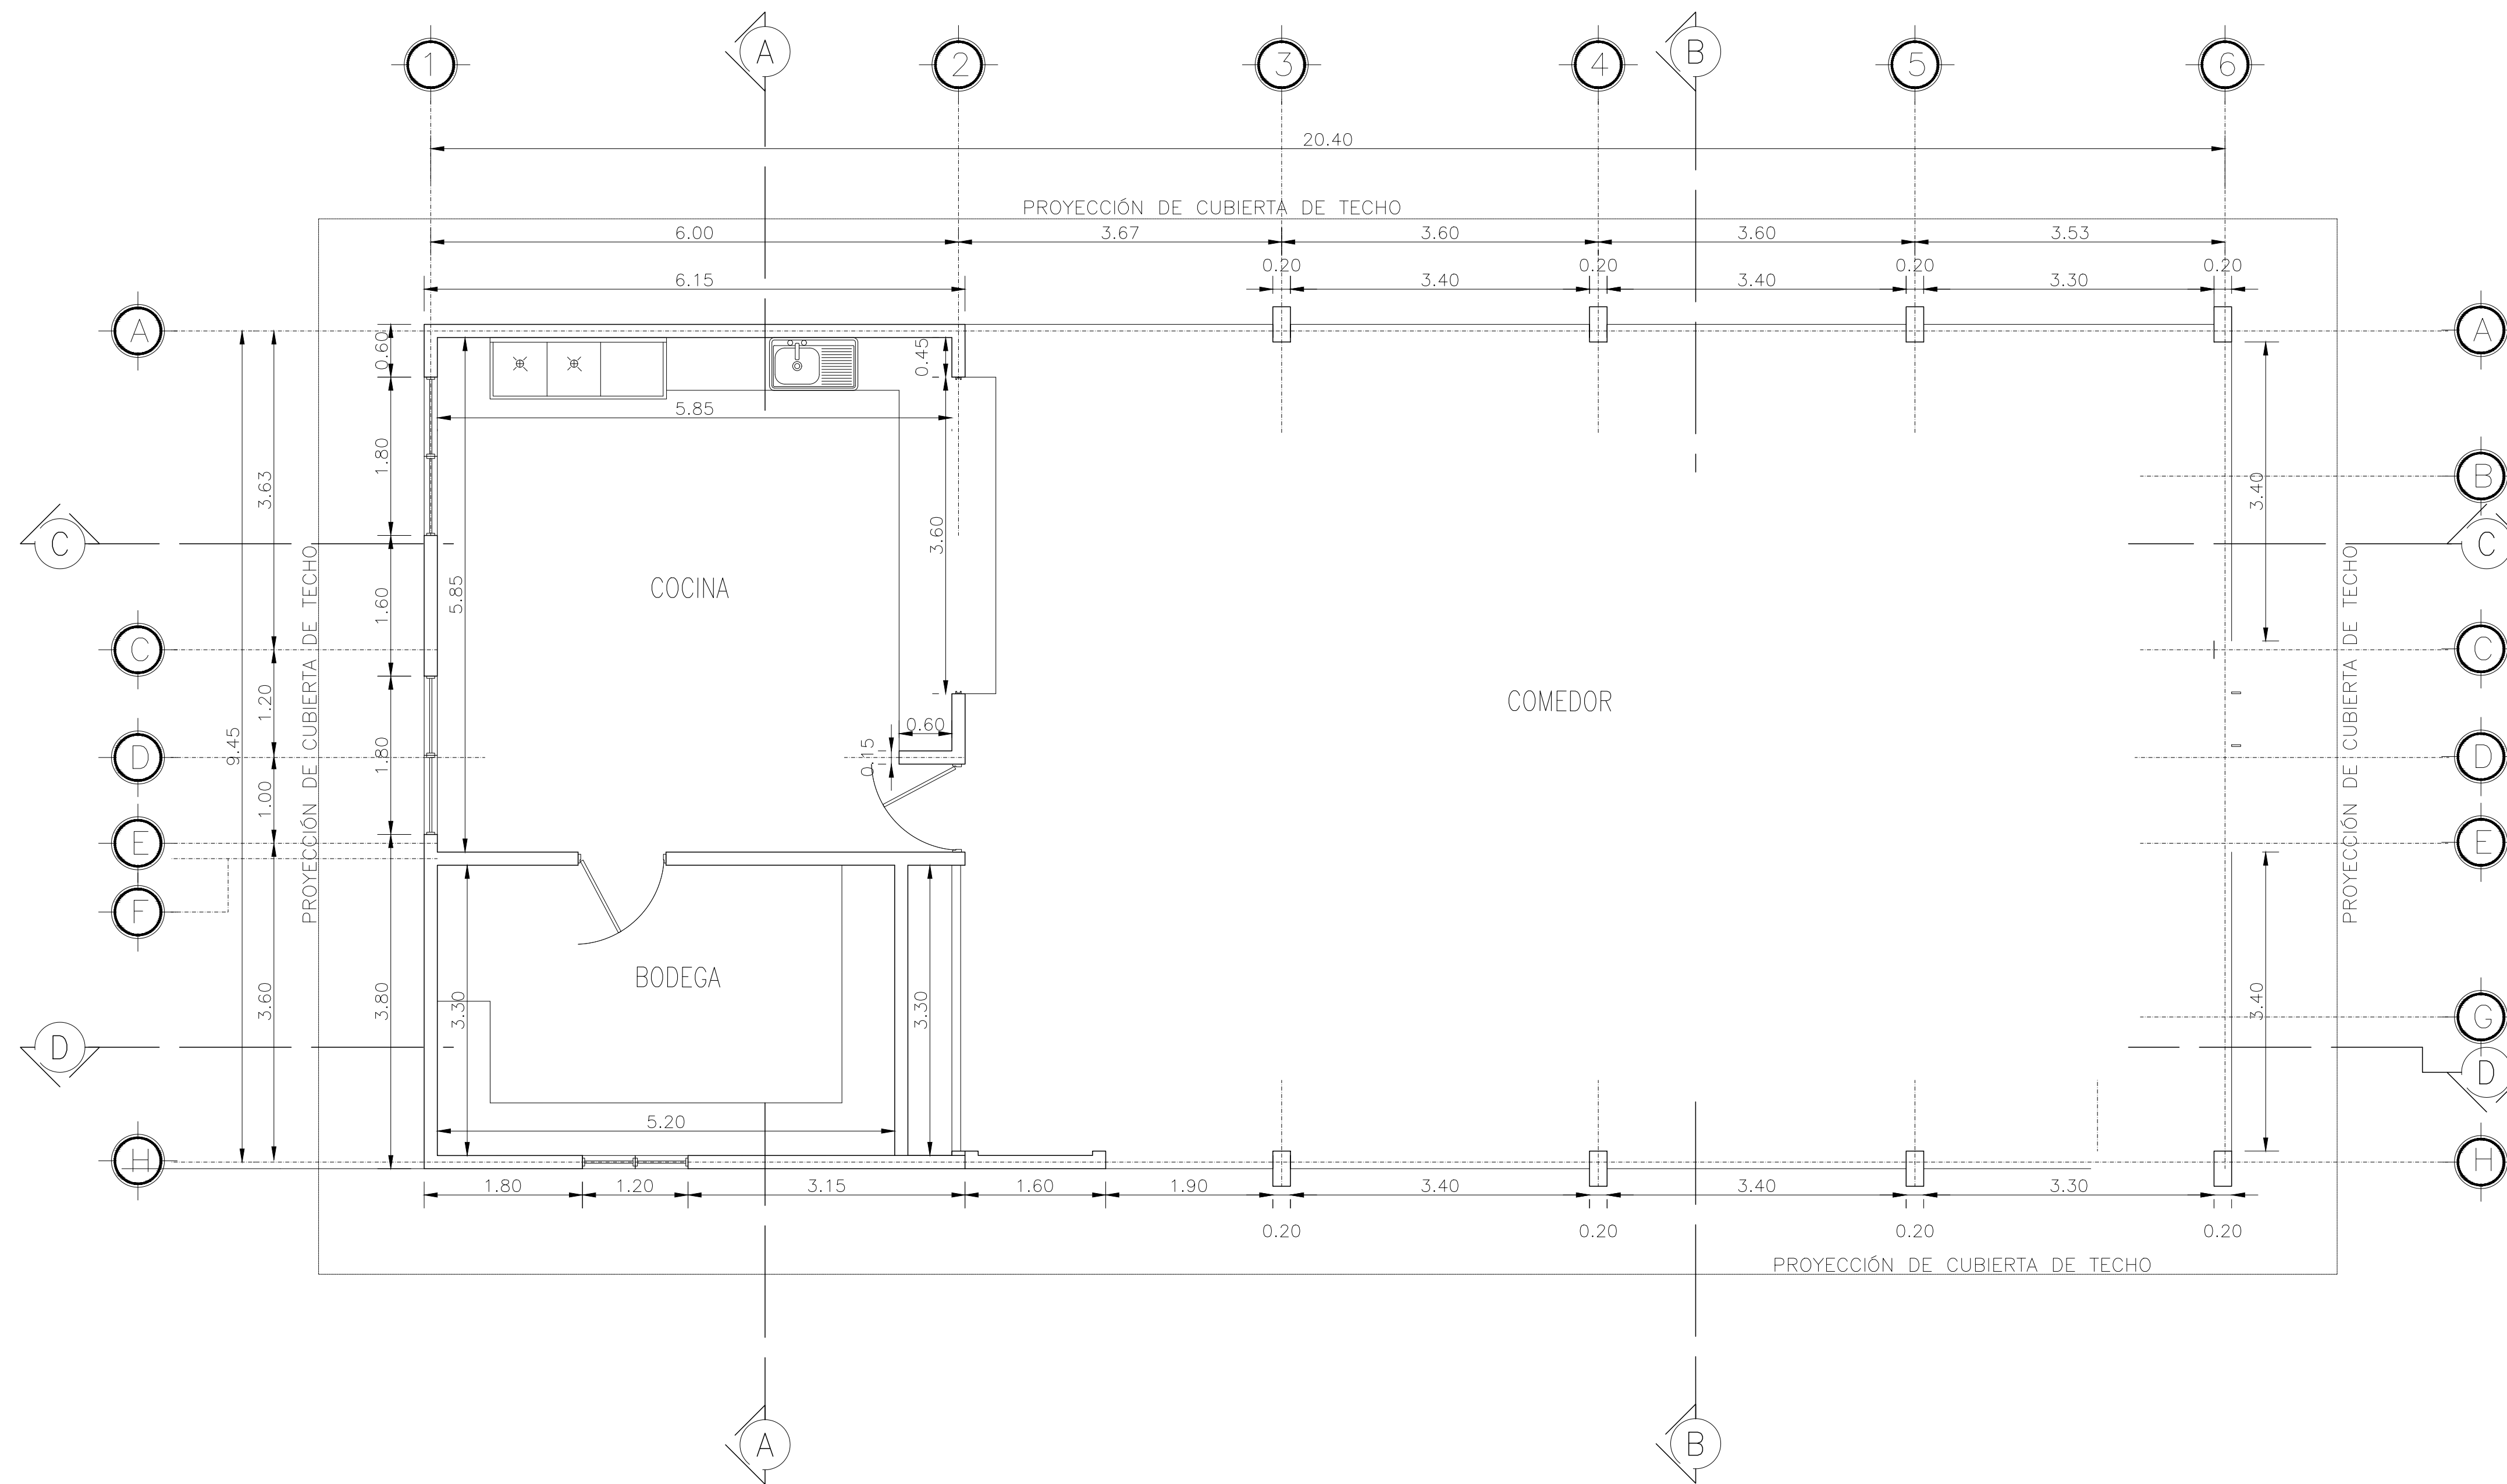 1 A 2 3 4 B 5 6
20.40
PROYECCIÓN DE CUBIERTA DE TECHO
6.00 3.67 3.60 3.60 3.53
0.20 0.20 0.20 0.20
6.15 3.40 3.40 3.30
A A
0.60 0.45
5.85
1.80
3.63 3.40
B
C C
3.60
PROYECCIÓN DE CUBIERTA DE TECHO
PROYECCIÓN DE CUBIERTA DE TECHO
1.60 5.85 COCINA
C C
1.20 COMEDOR
9.45 1.80 0.60
0.15
D D
1.00
E E
F
BODEGA
3.60 3.80 3.30 3.30 3.40
G
D D
5.20
H H
1.80 1.20 3.15 1.60 1.90 3.40 3.40 3.30
0.20 0.20 0.20 0.20
PROYECCIÓN DE CUBIERTA DE TECHO
A B